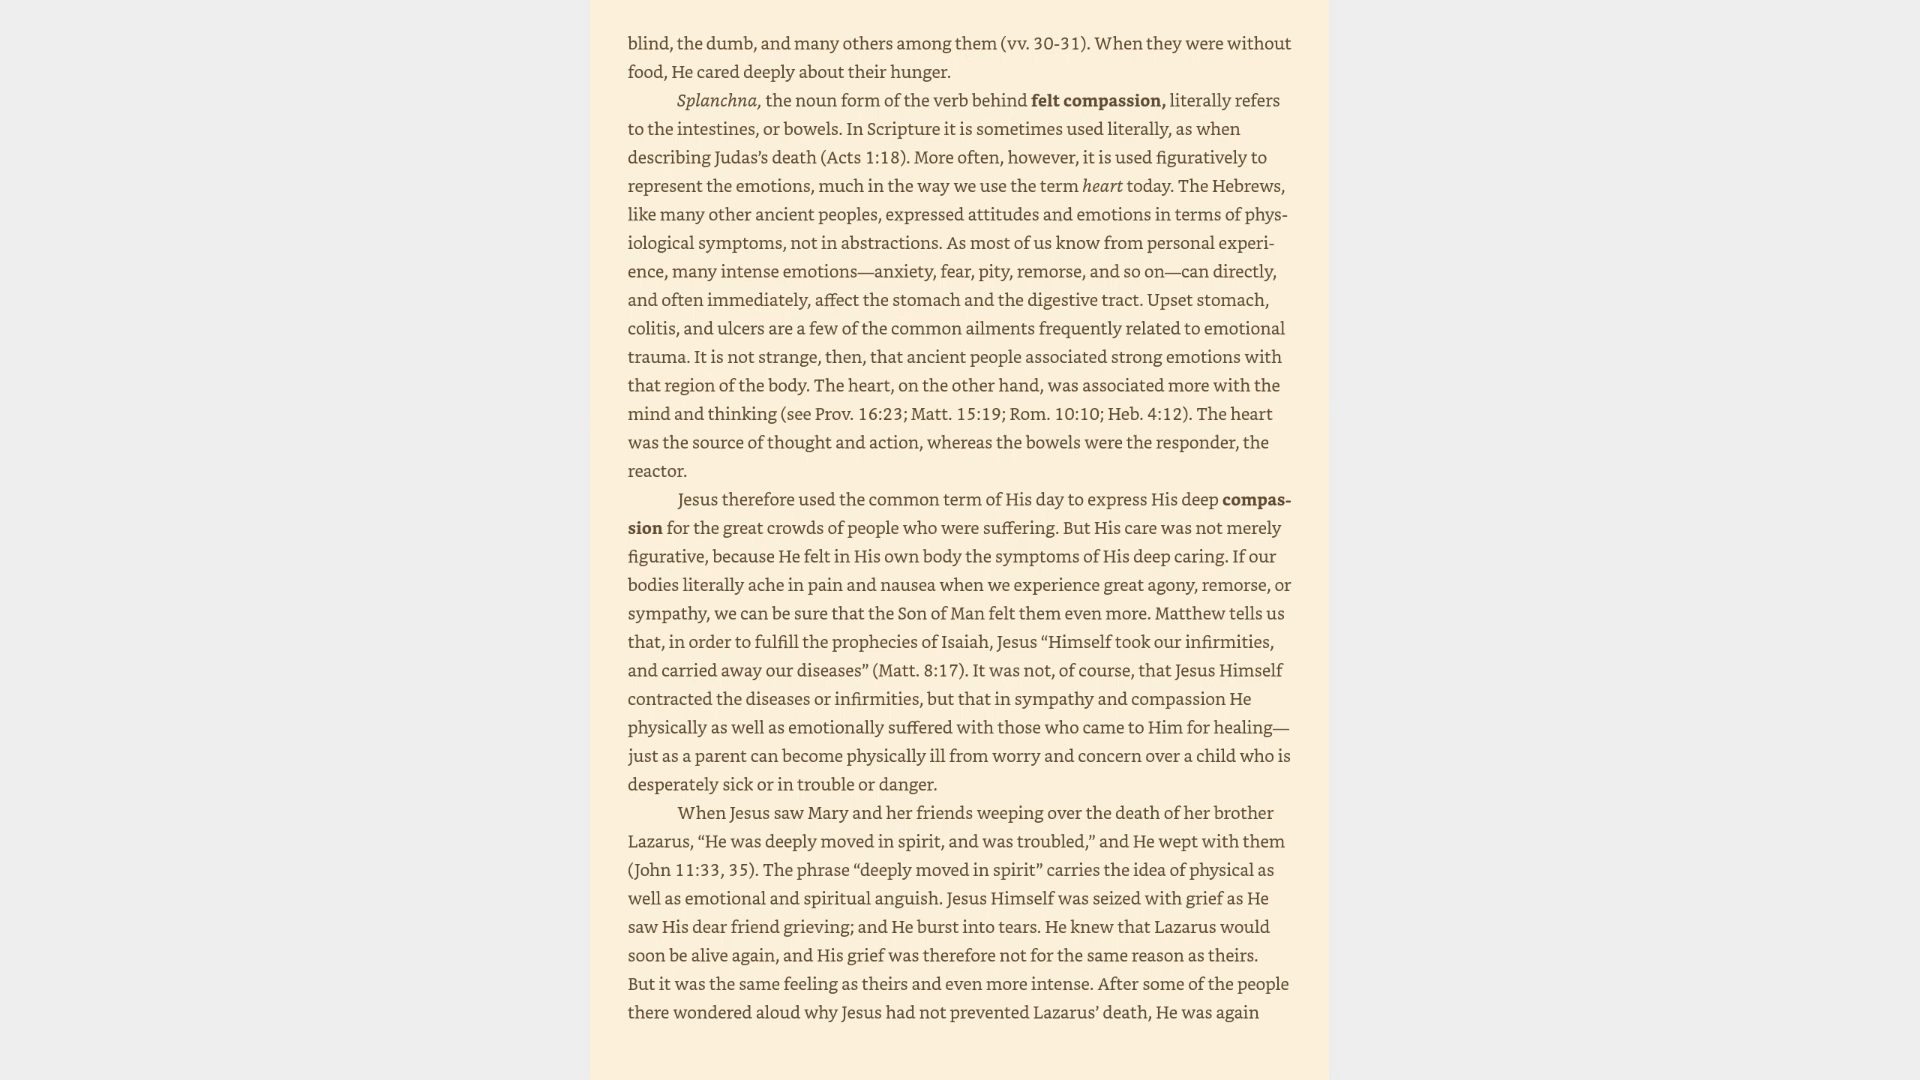 blind, the dumb, and many others among them (vv. 30-31). When they were without
food, He cared deeply about their hunger.
Splanchna, the noun form of the verb behind felt compassion, literally refers
to the intestines, or bowels. In Scripture it is sometimes used literally, as when
describing Judas’s death (Acts 1:18). More often, however, it is used figuratively to
represent the emotions, much in the way we use the term heart today. The Hebrews,
like many other ancient peoples, expressed attitudes and emotions in terms of phys-
iological symptoms, not in abstractions. As most of us know from personal experi-
ence, many intense emotions—anxiety, fear, pity, remorse, and so on—can directly,
and often immediately, affect the stomach and the digestive tract. Upset stomach,
colitis, and ulcers are a few of the common ailments frequently related to emotional
trauma. It is not strange, then, that ancient people associated strong emotions with
that region of the body. The heart, on the other hand, was associated more with the
mind and thinking (see Prov. 16:23; Matt. 15:19; Rom. 10:10; Heb. 4:12). The heart
was the source of thought and action, whereas the bowels were the responder, the
reactor.
Jesus therefore used the common term of His day to express His deep compas-
sion for the great crowds of people who were suffering. But His care was not merely
figurative, because He felt in His own body the symptoms of His deep caring. If our
bodies literally ache in pain and nausea when we experience great agony, remorse, or
sympathy, we can be sure that the Son of Man felt them even more. Matthew tells us
that, in order to fulfill the prophecies of Isaiah, Jesus “Himself took our infirmities,
and carried away our diseases” (Matt. 8:17). It was not, of course, that Jesus Himself
contracted the diseases or infirmities, but that in sympathy and compassion He
physically as well as emotionally suffered with those who came to Him for healing—
just as a parent can become physically ill from worry and concern over a child who is
desperately sick or in trouble or danger.
When Jesus saw Mary and her friends weeping over the death of her brother
Lazarus, “He was deeply moved in spirit, and was troubled,” and He wept with them
(John 11:33, 35). The phrase “deeply moved in spirit” carries the idea of physical as
well as emotional and spiritual anguish. Jesus Himself was seized with grief as He
saw His dear friend grieving; and He burst into tears. He knew that Lazarus would
soon be alive again, and His grief was therefore not for the same reason as theirs.
But it was the same feeling as theirs and even more intense. After some of the people
there wondered aloud why Jesus had not prevented Lazarus’ death, He was again